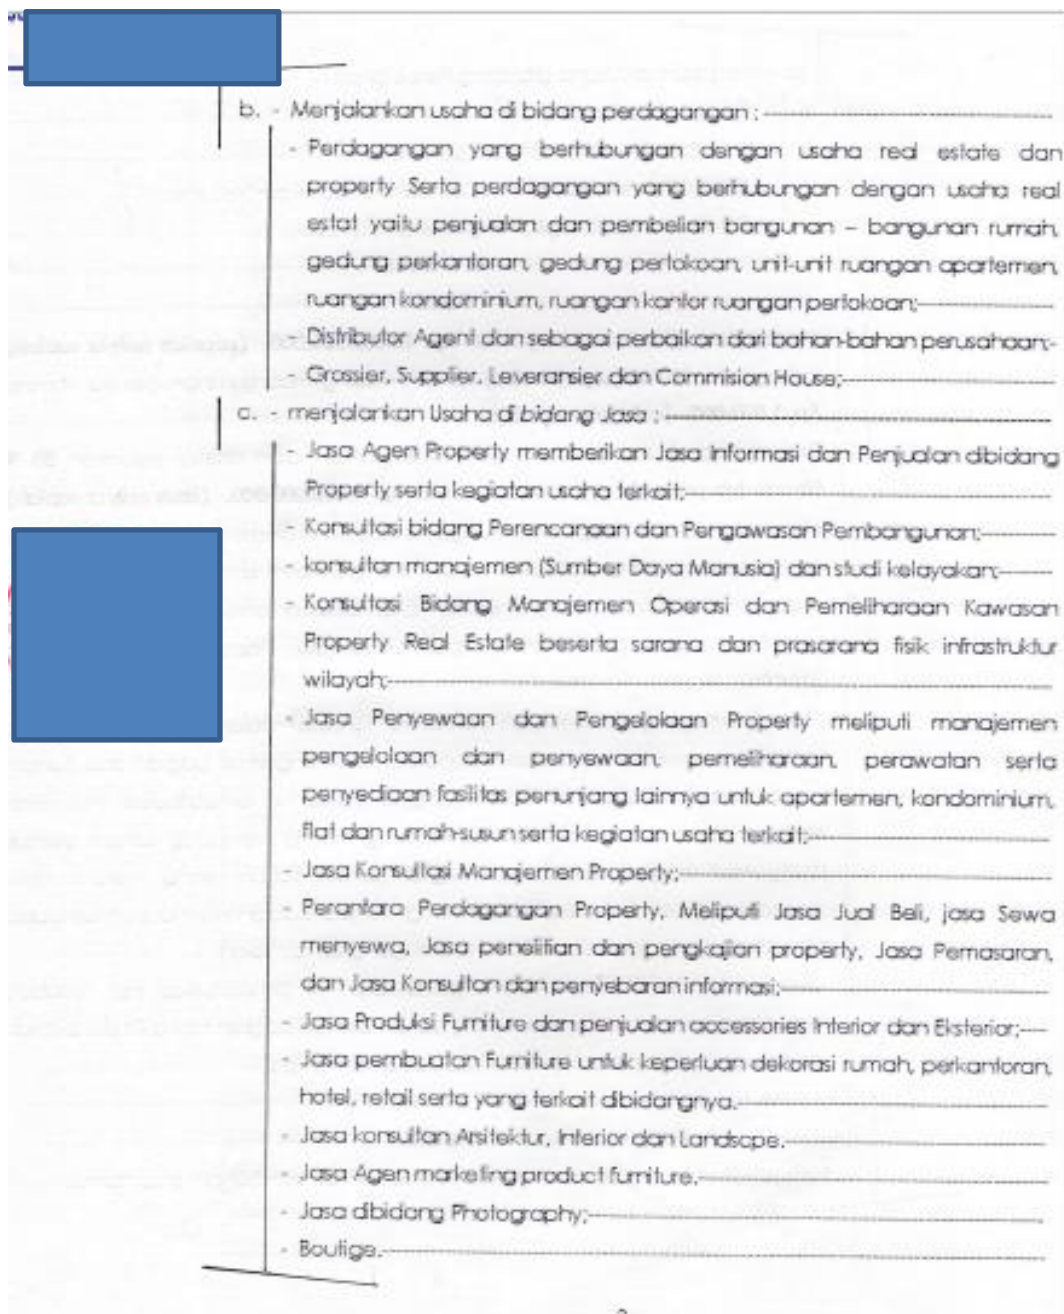 b. - Menjalankan usaha di bidang perdagangan :
- Perdagangan yang berhubungan dengan usaha real estate dan
property Serta perdagangan yang berhubungan dengan usaha real
estat yaitu penjualan dan pembelian bangunan – bangunan rumah,
gedung perkantoran, gedung pertokoan, unit-unit ruangan apartemen,
ruangan kondominium, ruangan kantor ruangan pertokoan;
- Distributor Agent dan sebagai perbaikan dari bahan-bahan perusahaan;-
- Grossier, Supplier, Leveransier dan Commision House;
c. - menjalankan Usaha di bidang Jasa :
- Jasa Agen Property memberikan Jasa Informasi dan Penjualan dibidang
Property serta kegiatan usaha terkait;
- Konsultasi bidang Perencanaan dan Pengawasan Pembangunan;
- konsultan manajemen (Sumber Daya Manusia) dan studi kelayakan;
- Konsultasi Bidang Manajemen Operasi dan Pemeliharaan Kawasan
Property Real Estate beserta sarana dan prasarana fisik infrastruktur
wilayah;
- Jasa Penyewaan dan Pengelolaan Property meliputi manajemen
pengelolaan dan penyewaan, pemeliharaan, perawatan serta
penyediaan fasilitas penunjang lainnya untuk apartemen, kondominium,
flat dan rumah-susun serta kegiatan usaha terkait;
- Jasa Konsultasi Manajemen Property;
- Perantara Perdagangan Property, Meliputi Jasa Jual Beli, jasa Sewa
menyewa, Jasa penelitian dan pengkajian property, Jasa Pemasaran,
dan Jasa Konsultan dan penyebaran informasi;
- Jasa Produksi Furniture dan penjualan accessories Interior dan Eksterior;
- Jasa pembuatan Furniture untuk keperluan dekorasi rumah, perkantoran,
hotel, retail serta yang terkait dibidangnya.
- Jasa konsultan Arsitektur, Interior dan Landscpe.
- Jasa Agen marketing product furniture.
- Jasa dibidang Photography;
- Boutige.